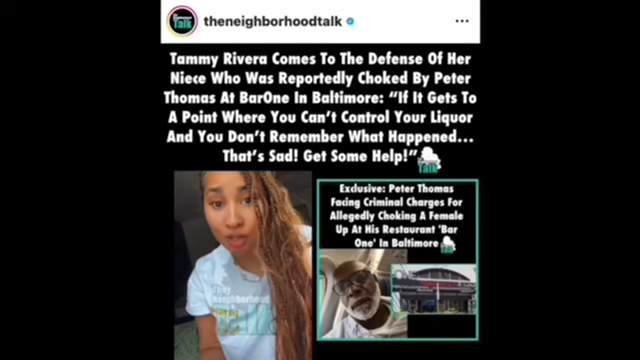 theneighborhoodtalk
Tammy Rivera Comes To The Defense Of Her
Niece Who Was Reportedly Choked By Peter
Thomas At BarOne In Baltimore: “If It Gets To
A Point Where You Can’t Control Your Liquor
And You Don’t Remember What Happened...
That’s Sad! Get Some Help!”
Talk
Exclusive: Peter Thomas
Facing Criminal Charges For
Allegedly Choking A Female
Up At His Restaurant 'Bar
One' In Baltimore
Talk
Neighborhood
Talk